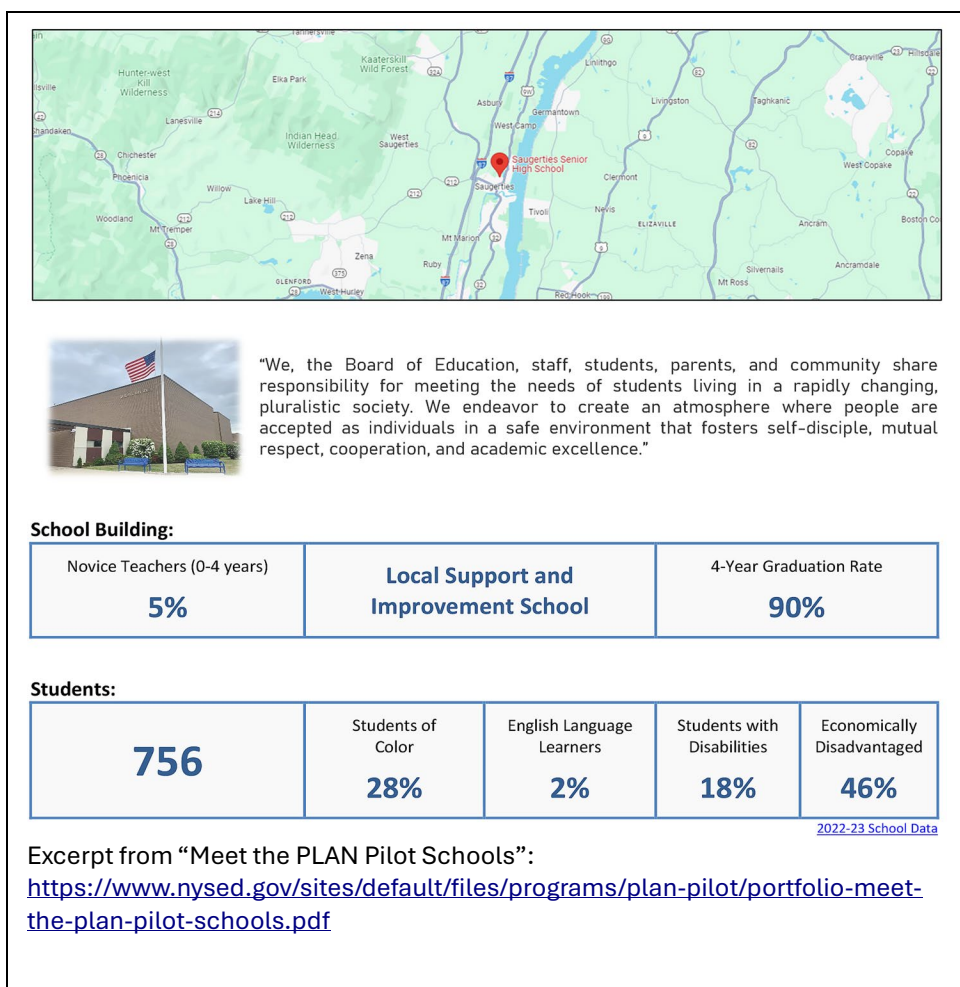 Tannersville
Kaaterskill
Wild Forest
Linlithgo
Craryville
Hillsdale
Hunter-west
Kill
Wilderness
Elka Park
Asbury
Germantown
Livingston
Taghkanic
Lanesville
West Camp
Shandaken
Indian Head
Wilderness
West
Saugerties
Chichester
Phoenicia
Saugerties Senior
High School
Copake
West Copake
Willow
Saugerties
Clermont
Lake Hill
Woodland
Mt Tremper
Tivoli
Nevis
ELIZAVILLE
Ancram
Boston Co
Mt Marion
Zena
Ruby
Silvernails
Ancramdale
GLENFORD
West Hurley
Mt Ross
Red Hook
“We, the Board of Education, staff, students, parents, and community share
responsibility for meeting the needs of students living in a rapidly changing,
pluralistic society. We endeavor to create an atmosphere where people are
accepted as individuals in a safe environment that fosters self-disciple, mutual
respect, cooperation, and academic excellence.”
School Building:
Novice Teachers (0-4 years)
5%
Local Support and
Improvement School
4-Year Graduation Rate
90%
Students:
756
Students of
Color
28%
English Language
Learners
2%
Students with
Disabilities
18%
Economically
Disadvantaged
46%
2022-23 School Data
Excerpt from “Meet the PLAN Pilot Schools”:
https://www.nysed.gov/sites/default/files/programs/plan-pilot/portfolio-meet-
the-plan-pilot-schools.pdf